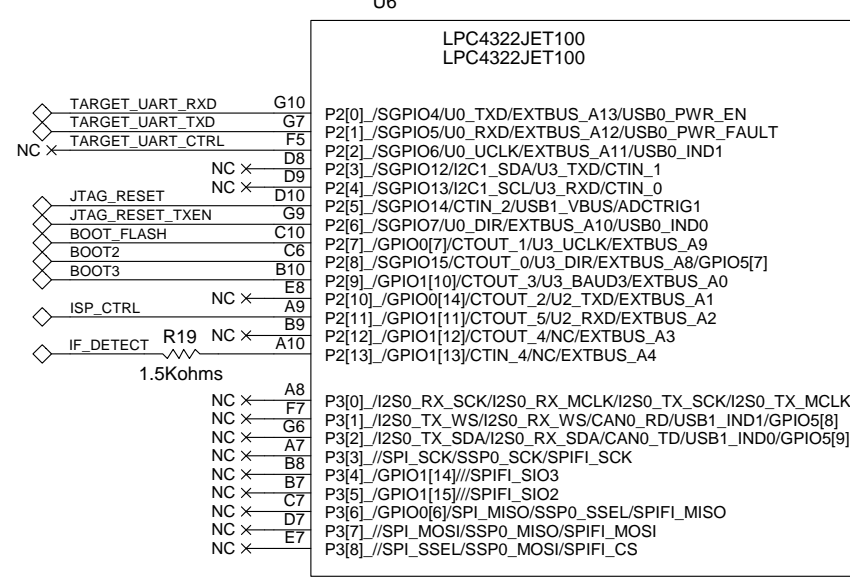 U6
LPC4322JET100
LPC4322JET100
TARGET_UART_RXD G10 P2[0]_/SGPIO4/U0_TXD/EXTBUS_A13/USB0_PWR_EN
TARGET_UART_TXD G7 P2[1]_/SGPIO5/U0_RXD/EXTBUS_A12/USB0_PWR_FAULT
NC TARGET_UART_CTRL F5 P2[2]_/SGPIO6/U0_UCLK/EXTBUS_A11/USB0_IND1
NC D8 P2[3]_/SGPIO12/I2C1_SDA/U3_TXD/CTIN_1
NC D9 P2[4]_/SGPIO13/I2C1_SCL/U3_RXD/CTIN_0
JTAG_RESET D10 P2[5]_/SGPIO14/CTIN_2/USB1_VBUS/ADCTRIG1
JTAG_RESET_TXEN G9 P2[6]_/SGPIO7/U0_DIR/EXTBUS_A10/USB0_IND0
BOOT_FLASH C10 P2[7]_/GPIO0[7]/CTOUT_1/U3_UCLK/EXTBUS_A9
BOOT2 C6 P2[8]_/SGPIO15/CTOUT_0/U3_DIR/EXTBUS_A8/GPIO5[7]
BOOT3 B10 P2[9]_/GPIO1[10]/CTOUT_3/U3_BAUD3/EXTBUS_A0
NC E8 P2[10]_/GPIO0[14]/CTOUT_2/U2_TXD/EXTBUS_A1
ISP_CTRL A9 P2[11]_/GPIO1[11]/CTOUT_5/U2_RXD/EXTBUS_A2
NC B9 P2[12]_/GPIO1[12]/CTOUT_4/NC/EXTBUS_A3
IF_DETECT R19 A10 P2[13]_/GPIO1[13]/CTIN_4/NC/EXTBUS_A4
1.5Kohms
NC A8 P3[0]_/I2S0_RX_SCK/I2S0_RX_MCLK/I2S0_TX_SCK/I2S0_TX_MCLK
NC F7 P3[1]_/I2S0_TX_WS/I2S0_RX_WS/CAN0_RD/USB1_IND1/GPIO5[8]
NC G6 P3[2]_/I2S0_TX_SDA/I2S0_RX_SDA/CAN0_TD/USB1_IND0/GPIO5[9]
NC A7 P3[3]_//SPI_SCK/SSP0_SCK/SPIFI_SCK
NC B8 P3[4]_/GPIO1[14]///SPIFI_SIO3
NC B7 P3[5]_/GPIO1[15]///SPIFI_SIO2
NC C7 P3[6]_/GPIO0[6]/SPI_MISO/SSP0_SSEL/SPIFI_MISO
NC D7 P3[7]_//SPI_MOSI/SSP0_MISO/SPIFI_MOSI
NC E7 P3[8]_//SPI_SSEL/SSP0_MOSI/SPIFI_CS